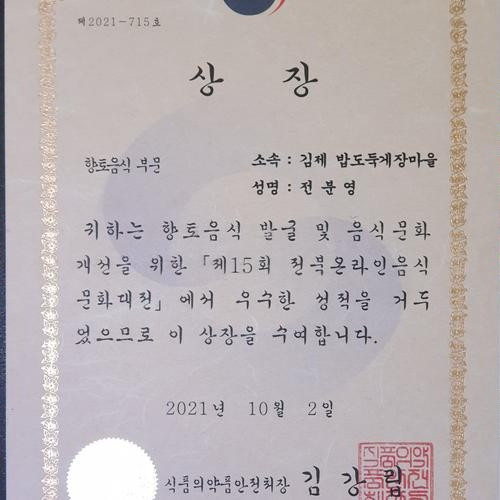 제2021-715호
상 장
향토음식 부문
소속 : 김제 밥도둑게장마을
성명 : 전 분 영
귀하는 향토음식 발굴 및 음식문화
개선을 위한 「제15회 전북온라인음식
문화대전」에서 우수한 성적을 거두
었으므로 이 상장을 수여합니다.
2021년 10월 2일
식품의약품안전처장 김 강 립